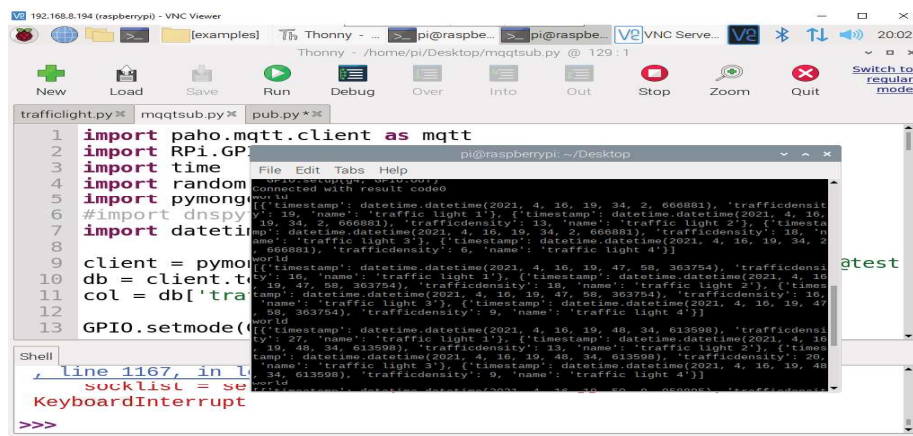 192.168.8.194 (raspberrypi) - VNC Viewer
[examples] Thonny - ... pi@raspbe... pi@raspbe... VNC Serve... 20:02
Thonny - /home/pi/Desktop/mqqtsub.py @ 129:1
New Load Save Run Debug Over Into Out Stop Zoom Quit Switch to regular mode
trafficlight.py mqqtsub.py pub.py *
1 import paho.mqtt.client as mqtt
2 import RPi.GP
3 import time
4 import random
5 import pymong
6 #import dnspy
7 import datetim
8
9 client = pymo @test
10 db = client.te
11 col = db['tra
12
13 GPIO.setmode(
pi@raspberrypi: ~/Desktop
File Edit Tabs Help
GPIO.setup(g4, GPIO.OUT)
Connected with result code0
world
[{'timestamp': datetime.datetime(2021, 4, 16, 19, 34, 2, 666881), 'trafficdensit
y': 19, 'name': 'traffic light 1'}, {'timestamp': datetime.datetime(2021, 4, 16,
 19, 34, 2, 666881), 'trafficdensity': 13, 'name': 'traffic light 2'}, {'timesta
mp': datetime.datetime(2021, 4, 16, 19, 34, 2, 666881), 'trafficdensity': 18, 'n
ame': 'traffic light 3'}, {'timestamp': datetime.datetime(2021, 4, 16, 19, 34, 2
, 666881), 'trafficdensity': 6, 'name': 'traffic light 4'}]
world
[{'timestamp': datetime.datetime(2021, 4, 16, 19, 47, 58, 363754), 'trafficdensi
ty': 16, 'name': 'traffic light 1'}, {'timestamp': datetime.datetime(2021, 4, 16
, 19, 47, 58, 363754), 'trafficdensity': 18, 'name': 'traffic light 2'}, {'times
tamp': datetime.datetime(2021, 4, 16, 19, 47, 58, 363754), 'trafficdensity': 16,
 'name': 'traffic light 3'}, {'timestamp': datetime.datetime(2021, 4, 16, 19, 47
, 58, 363754), 'trafficdensity': 9, 'name': 'traffic light 4'}]
world
[{'timestamp': datetime.datetime(2021, 4, 16, 19, 48, 34, 613598), 'trafficdensi
ty': 27, 'name': 'traffic light 1'}, {'timestamp': datetime.datetime(2021, 4, 16
, 19, 48, 34, 613598), 'trafficdensity': 13, 'name': 'traffic light 2'}, {'times
tamp': datetime.datetime(2021, 4, 16, 19, 48, 34, 613598), 'trafficdensity': 20,
 'name': 'traffic light 3'}, {'timestamp': datetime.datetime(2021, 4, 16, 19, 48
, 34, 613598), 'trafficdensity': 9, 'name': 'traffic light 4'}]
world
Shell
, line 1167, in l
socklist = se
KeyboardInterrupt
>>>